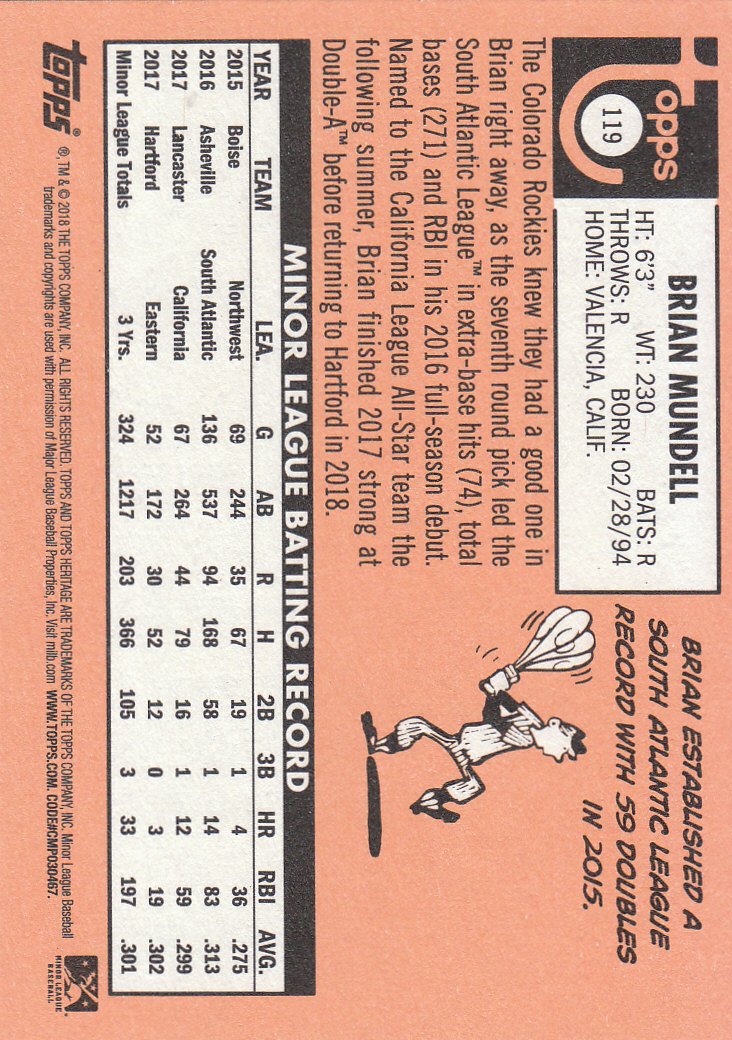 topps
119
BRIAN MUNDELL
HT: 6'3" WT: 230 BATS: R
THROWS: R BORN: 02/28/94
HOME: VALENCIA, CALIF.
BRIAN ESTABLISHED A
SOUTH ATLANTIC LEAGUE
RECORD WITH 59 DOUBLES
IN 2015.
The Colorado Rockies knew they had a good one in
Brian right away, as the seventh round pick led the
South Atlantic League™ in extra-base hits (74), total
bases (271) and RBI in his 2016 full-season debut.
Named to the California League All-Star team the
following summer, Brian finished 2017 strong at
Double-A™ before returning to Hartford in 2018.
MINOR LEAGUE BATTING RECORD
YEAR TEAM LEA. G AB R H 2B 3B HR RBI AVG.
2015 Boise Northwest 69 244 35 67 19 1 4 36 .275
2016 Asheville South Atlantic 136 537 94 168 58 1 14 83 .313
2017 Lancaster California 67 264 44 79 16 1 12 59 .299
2017 Hartford Eastern 52 172 30 52 12 0 3 19 .302
Minor League Totals 3 Yrs. 324 1217 203 366 105 3 33 197 .301
topps®
®, TM & © 2018 THE TOPPS COMPANY, INC. ALL RIGHTS RESERVED. TOPPS AND TOPPS HERITAGE ARE TRADEMARKS OF THE TOPPS COMPANY, INC. Minor League Baseball
trademarks and copyrights are used with permission of Major League Baseball Properties, Inc. Visit milb.com WWW.TOPPS.COM. CODE#CMP030467.
MINOR LEAGUE
BASEBALL